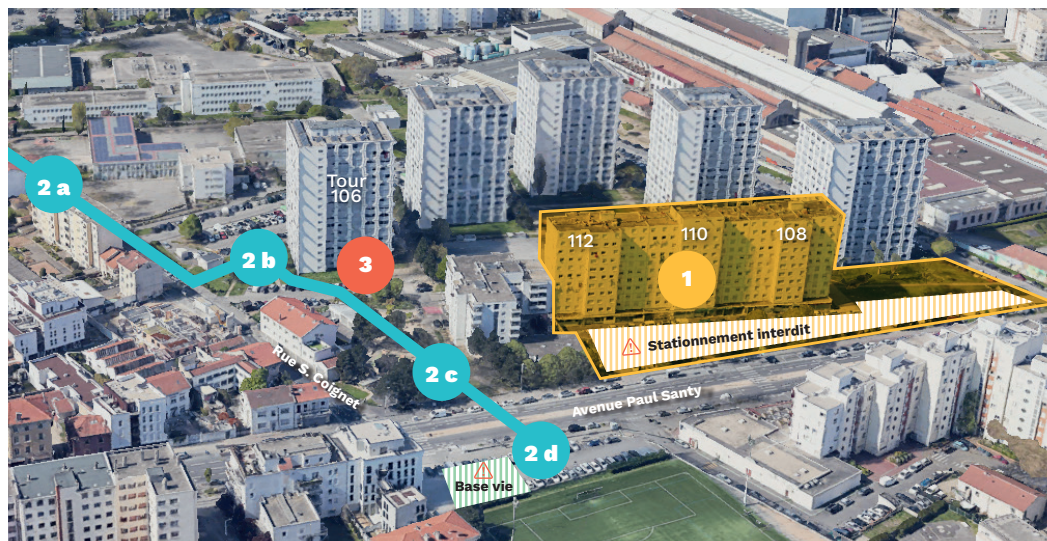 2 a
Tour
106
2 b
3
112
110
108
1
Stationnement interdit
Rue S. Coignet
2 c
Avenue Paul Santy
2 d
Base vie